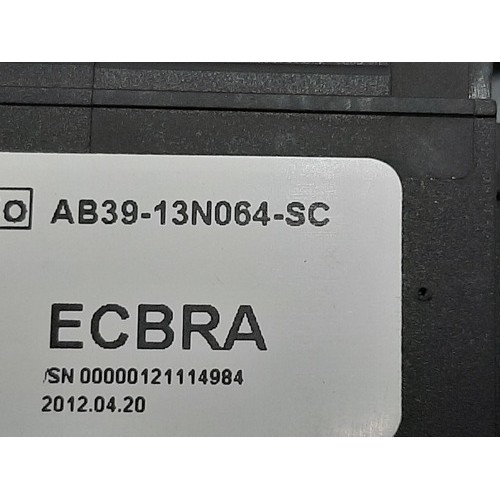 O AB39-13N064-SC
ECBRA
/SN 00000121114984
2012.04.20